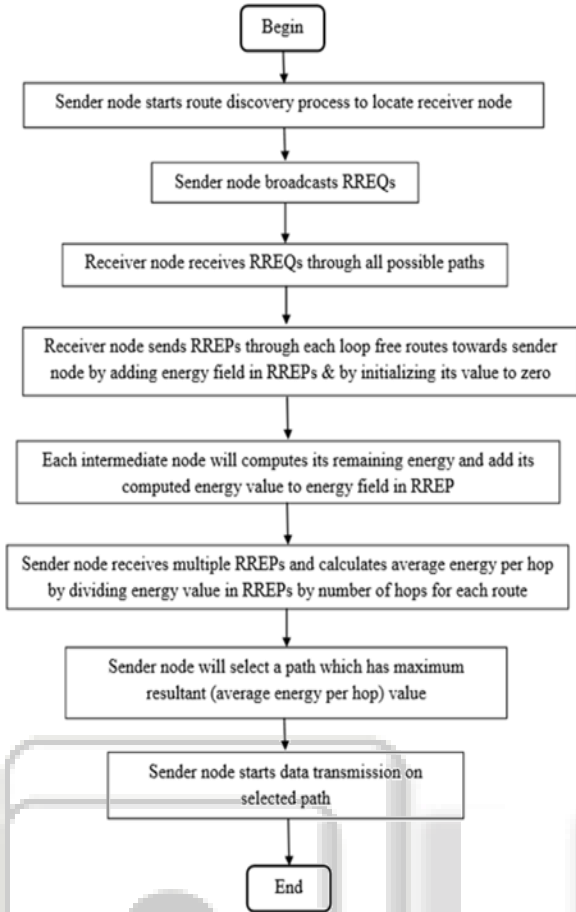 Begin
Sender node starts route discovery process to locate receiver node
Sender node broadcasts RREQs
Receiver node receives RREQs through all possible paths
Receiver node sends RREPs through each loop free routes towards sender
node by adding energy field in RREPs & by initializing its value to zero
Each intermediate node will computes its remaining energy and add its
computed energy value to energy field in RREP
Sender node receives multiple RREPs and calculates average energy per hop
by dividing energy value in RREPs by number of hops for each route
Sender node will select a path which has maximum
resultant (average energy per hop) value
Sender node starts data transmission on
selected path
End